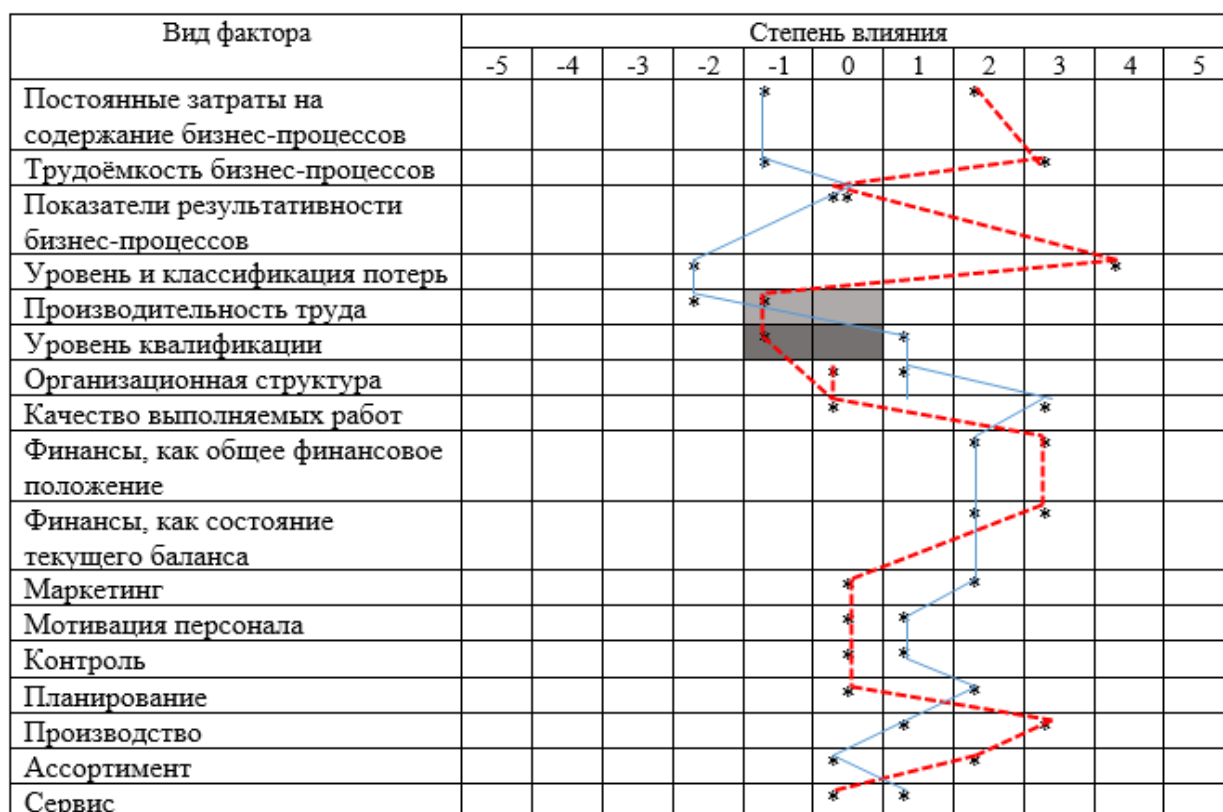 Вид фактора
Степень влияния
-5 -4 -3 -2 -1 0 1 2 3 4 5
Постоянные затраты на
содержание бизнес-процессов
* *
Трудоёмкость бизнес-процессов
* *
Показатели результативности
бизнес-процессов
* *
Уровень и классификация потерь
* *
Производительность труда
* *
Уровень квалификации
* *
Организационная структура
* *
Качество выполняемых работ
* *
Финансы, как общее финансовое
положение
* *
Финансы, как состояние
текущего баланса
* *
Маркетинг
* *
Мотивация персонала
* *
Контроль
* *
Планирование
* *
Производство
* *
Ассортимент
* *
Сервис
* *